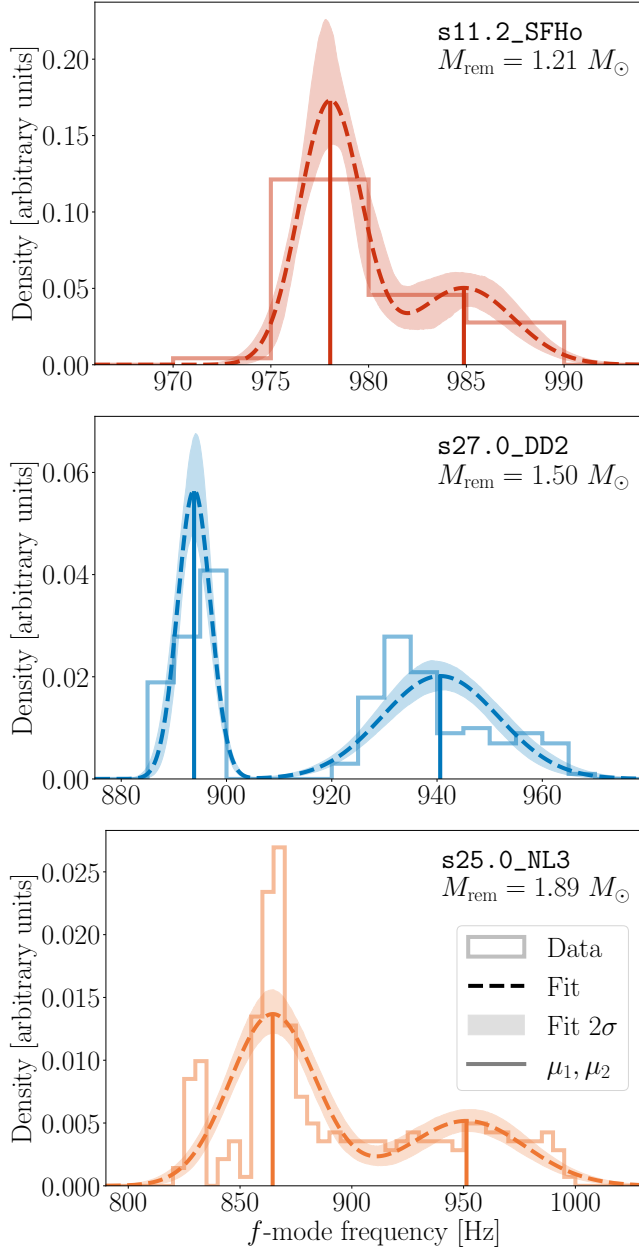 s11.2_SFHo
M_rem = 1.21 M_⊙
Density [arbitrary units]
0.20
0.15
0.10
0.05
0.00
970 975 980 985 990
s27.0_DD2
M_rem = 1.50 M_⊙
Density [arbitrary units]
0.06
0.04
0.02
0.00
880 900 920 940 960
s25.0_NL3
M_rem = 1.89 M_⊙
Density [arbitrary units]
0.025
0.020
0.015
0.010
0.005
0.000
Data
Fit
Fit 2σ
μ₁, μ₂
800 850 900 950 1000
f-mode frequency [Hz]